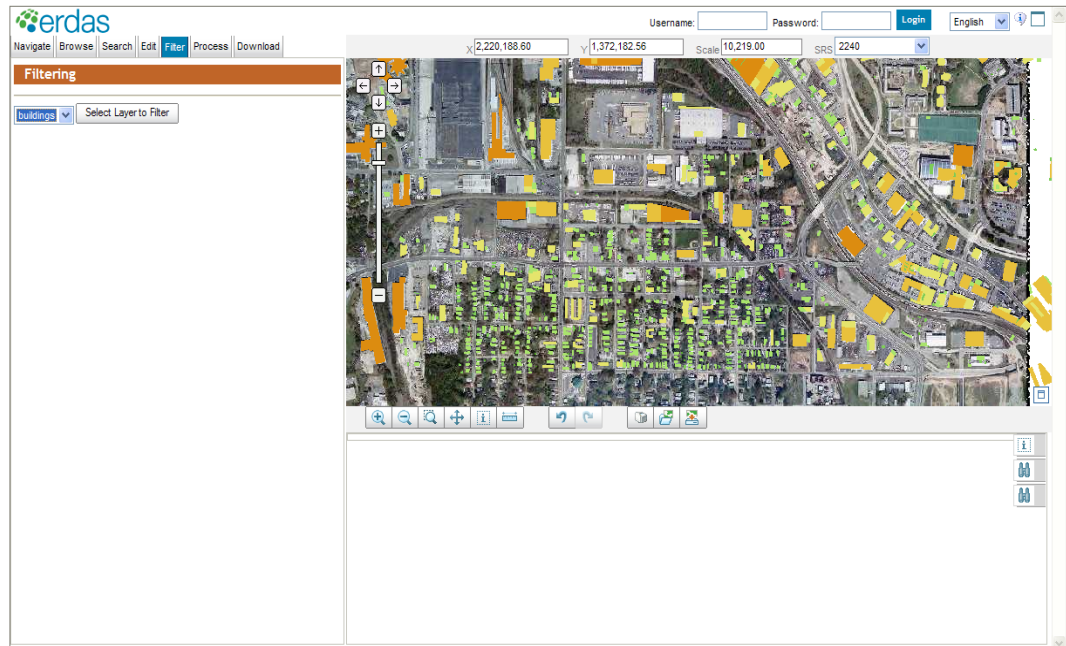 erdas
Username: Password: Login English
Navigate Browse Search Edit Filter Process Download
X 2,220,188.60 Y 1,372,182.56 Scale 10,219.00 SRS 2240
Filtering
buildings Select Layer to Filter